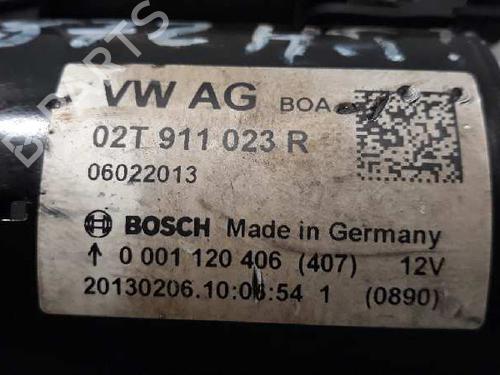 VW AG BOA
02T 911 023 R
06022013
BOSCH Made in Germany
↑ 0 001 120 406 (407) 12V
20130206.10:06:54 1 (0890)